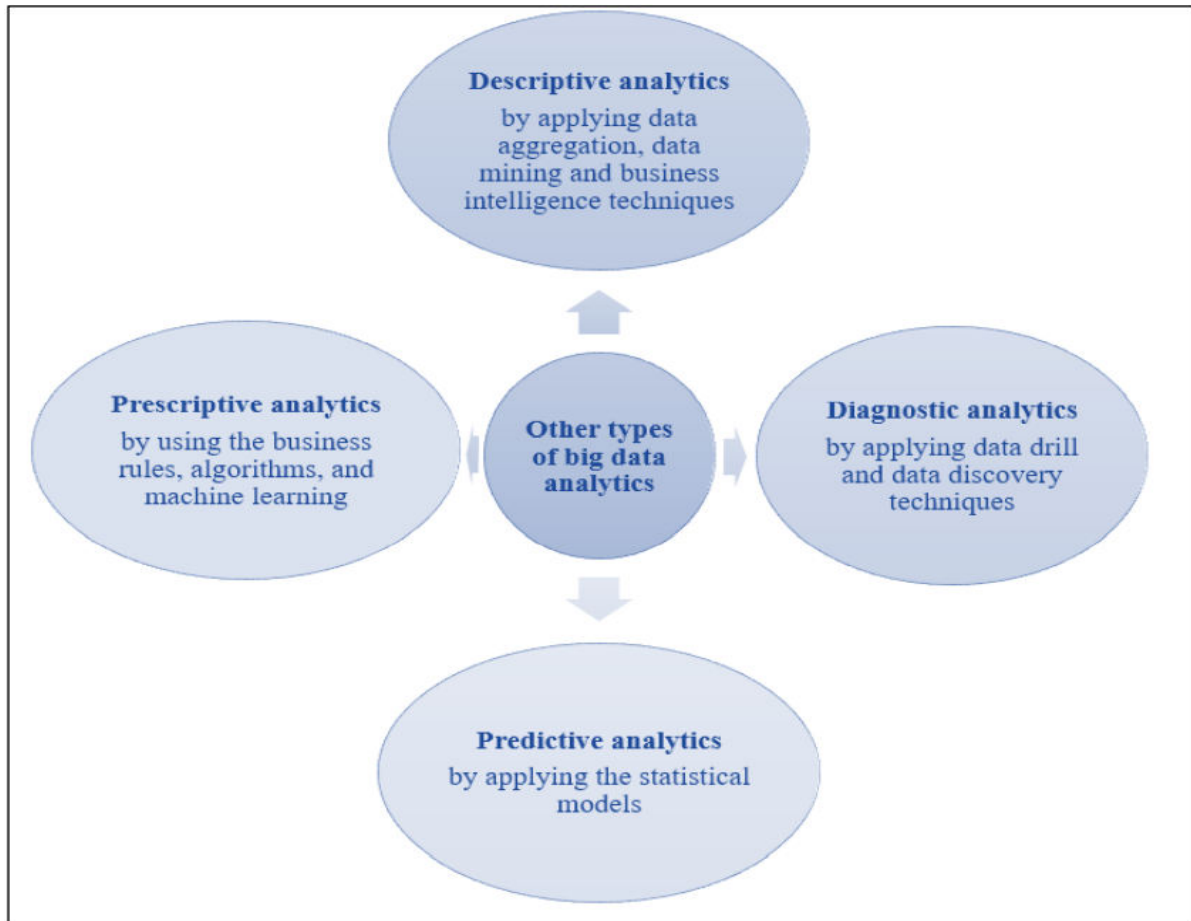 Descriptive analytics
by applying data
aggregation, data
mining and business
intelligence techniques
Prescriptive analytics
by using the business
rules, algorithms, and
machine learning
Other types
of big data
analytics
Diagnostic analytics
by applying data drill
and data discovery
techniques
Predictive analytics
by applying the statistical
models